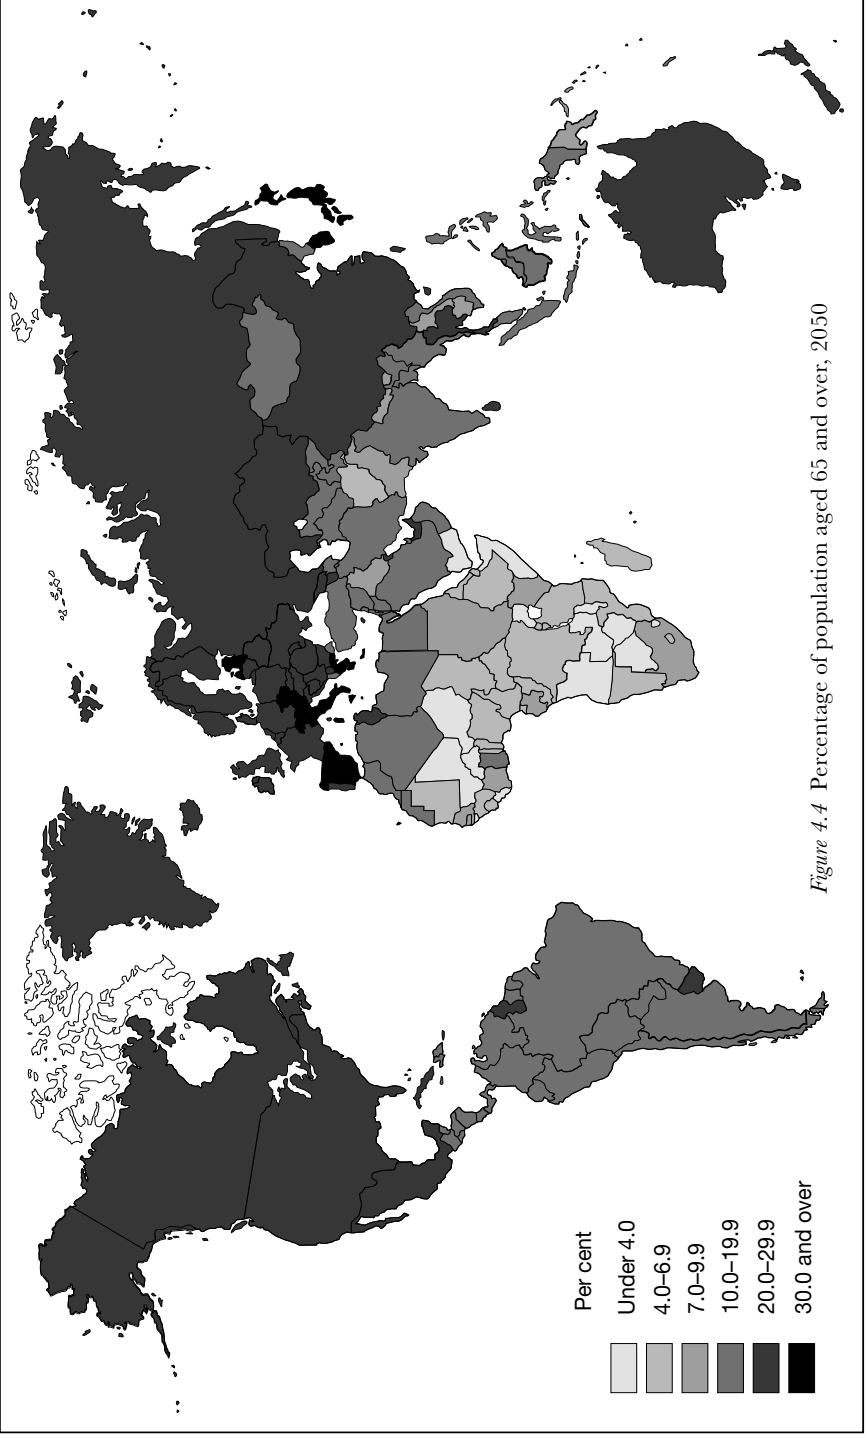 Per cent
Under 4.0
4.0–6.9
7.0–9.9
10.0–19.9
20.0–29.9
30.0 and over
Figure 4.4 Percentage of population aged 65 and over, 2050